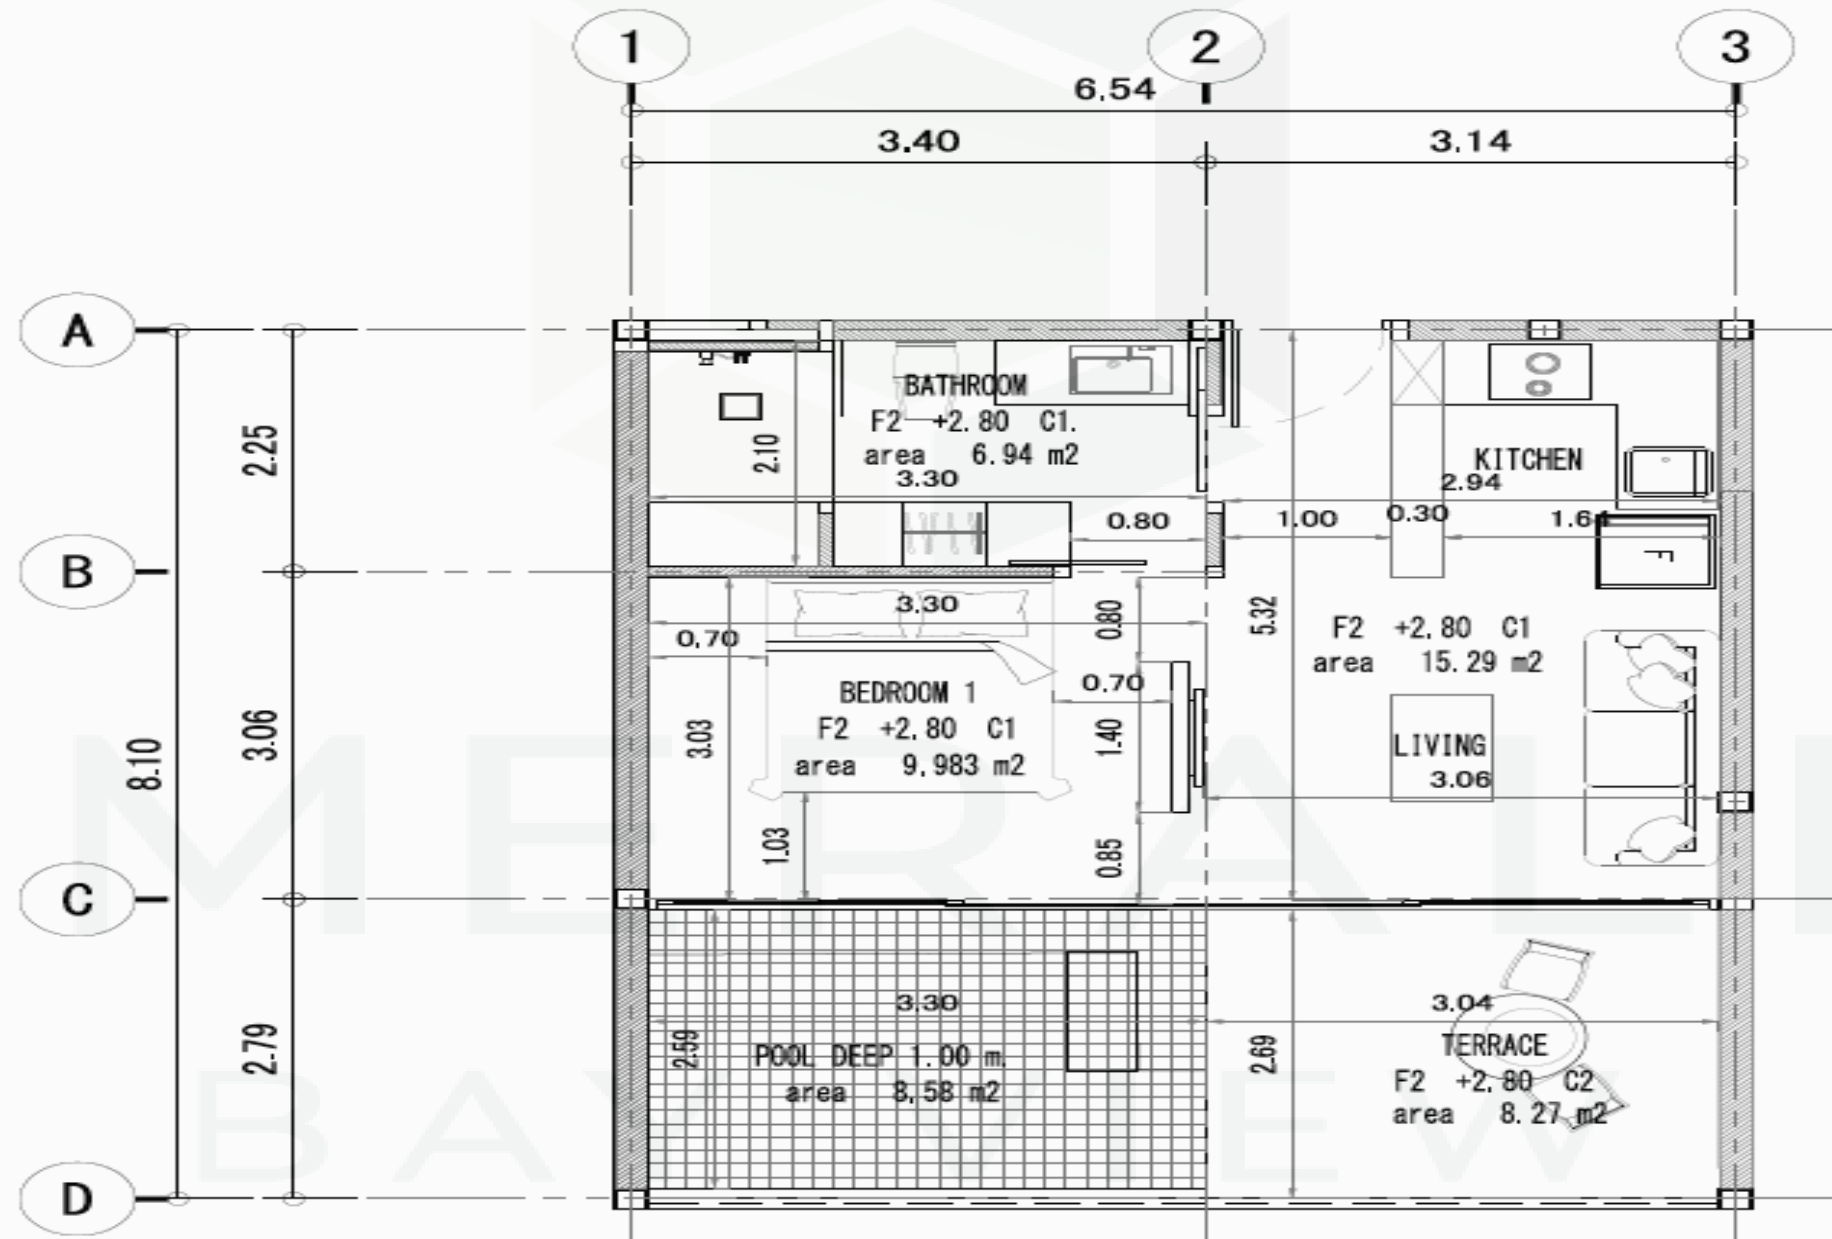 1
2
3
6.54
3.40
3.14
A
B
C
D
2.25
3.06
2.79
8.10
BATHROOM
F2 +2.80 C1.
area 6.94 m2
3.30
2.10
0.80
KITCHEN
2.94
1.00
0.30
1.61
F
5.32
F2 +2.80 C1
area 15.29 m2
LIVING
3.06
3.30
0.70
0.80
0.70
1.40
0.85
BEDROOM 1
F2 +2.80 C1
area 9.983 m2
3.03
1.03
3.30
2.59
POOL DEEP 1.00 m.
area 8.58 m2
2.69
3.04
TERRACE
F2 +2.80 C2
area 8.27 m2
MERALI
BAY VIEW